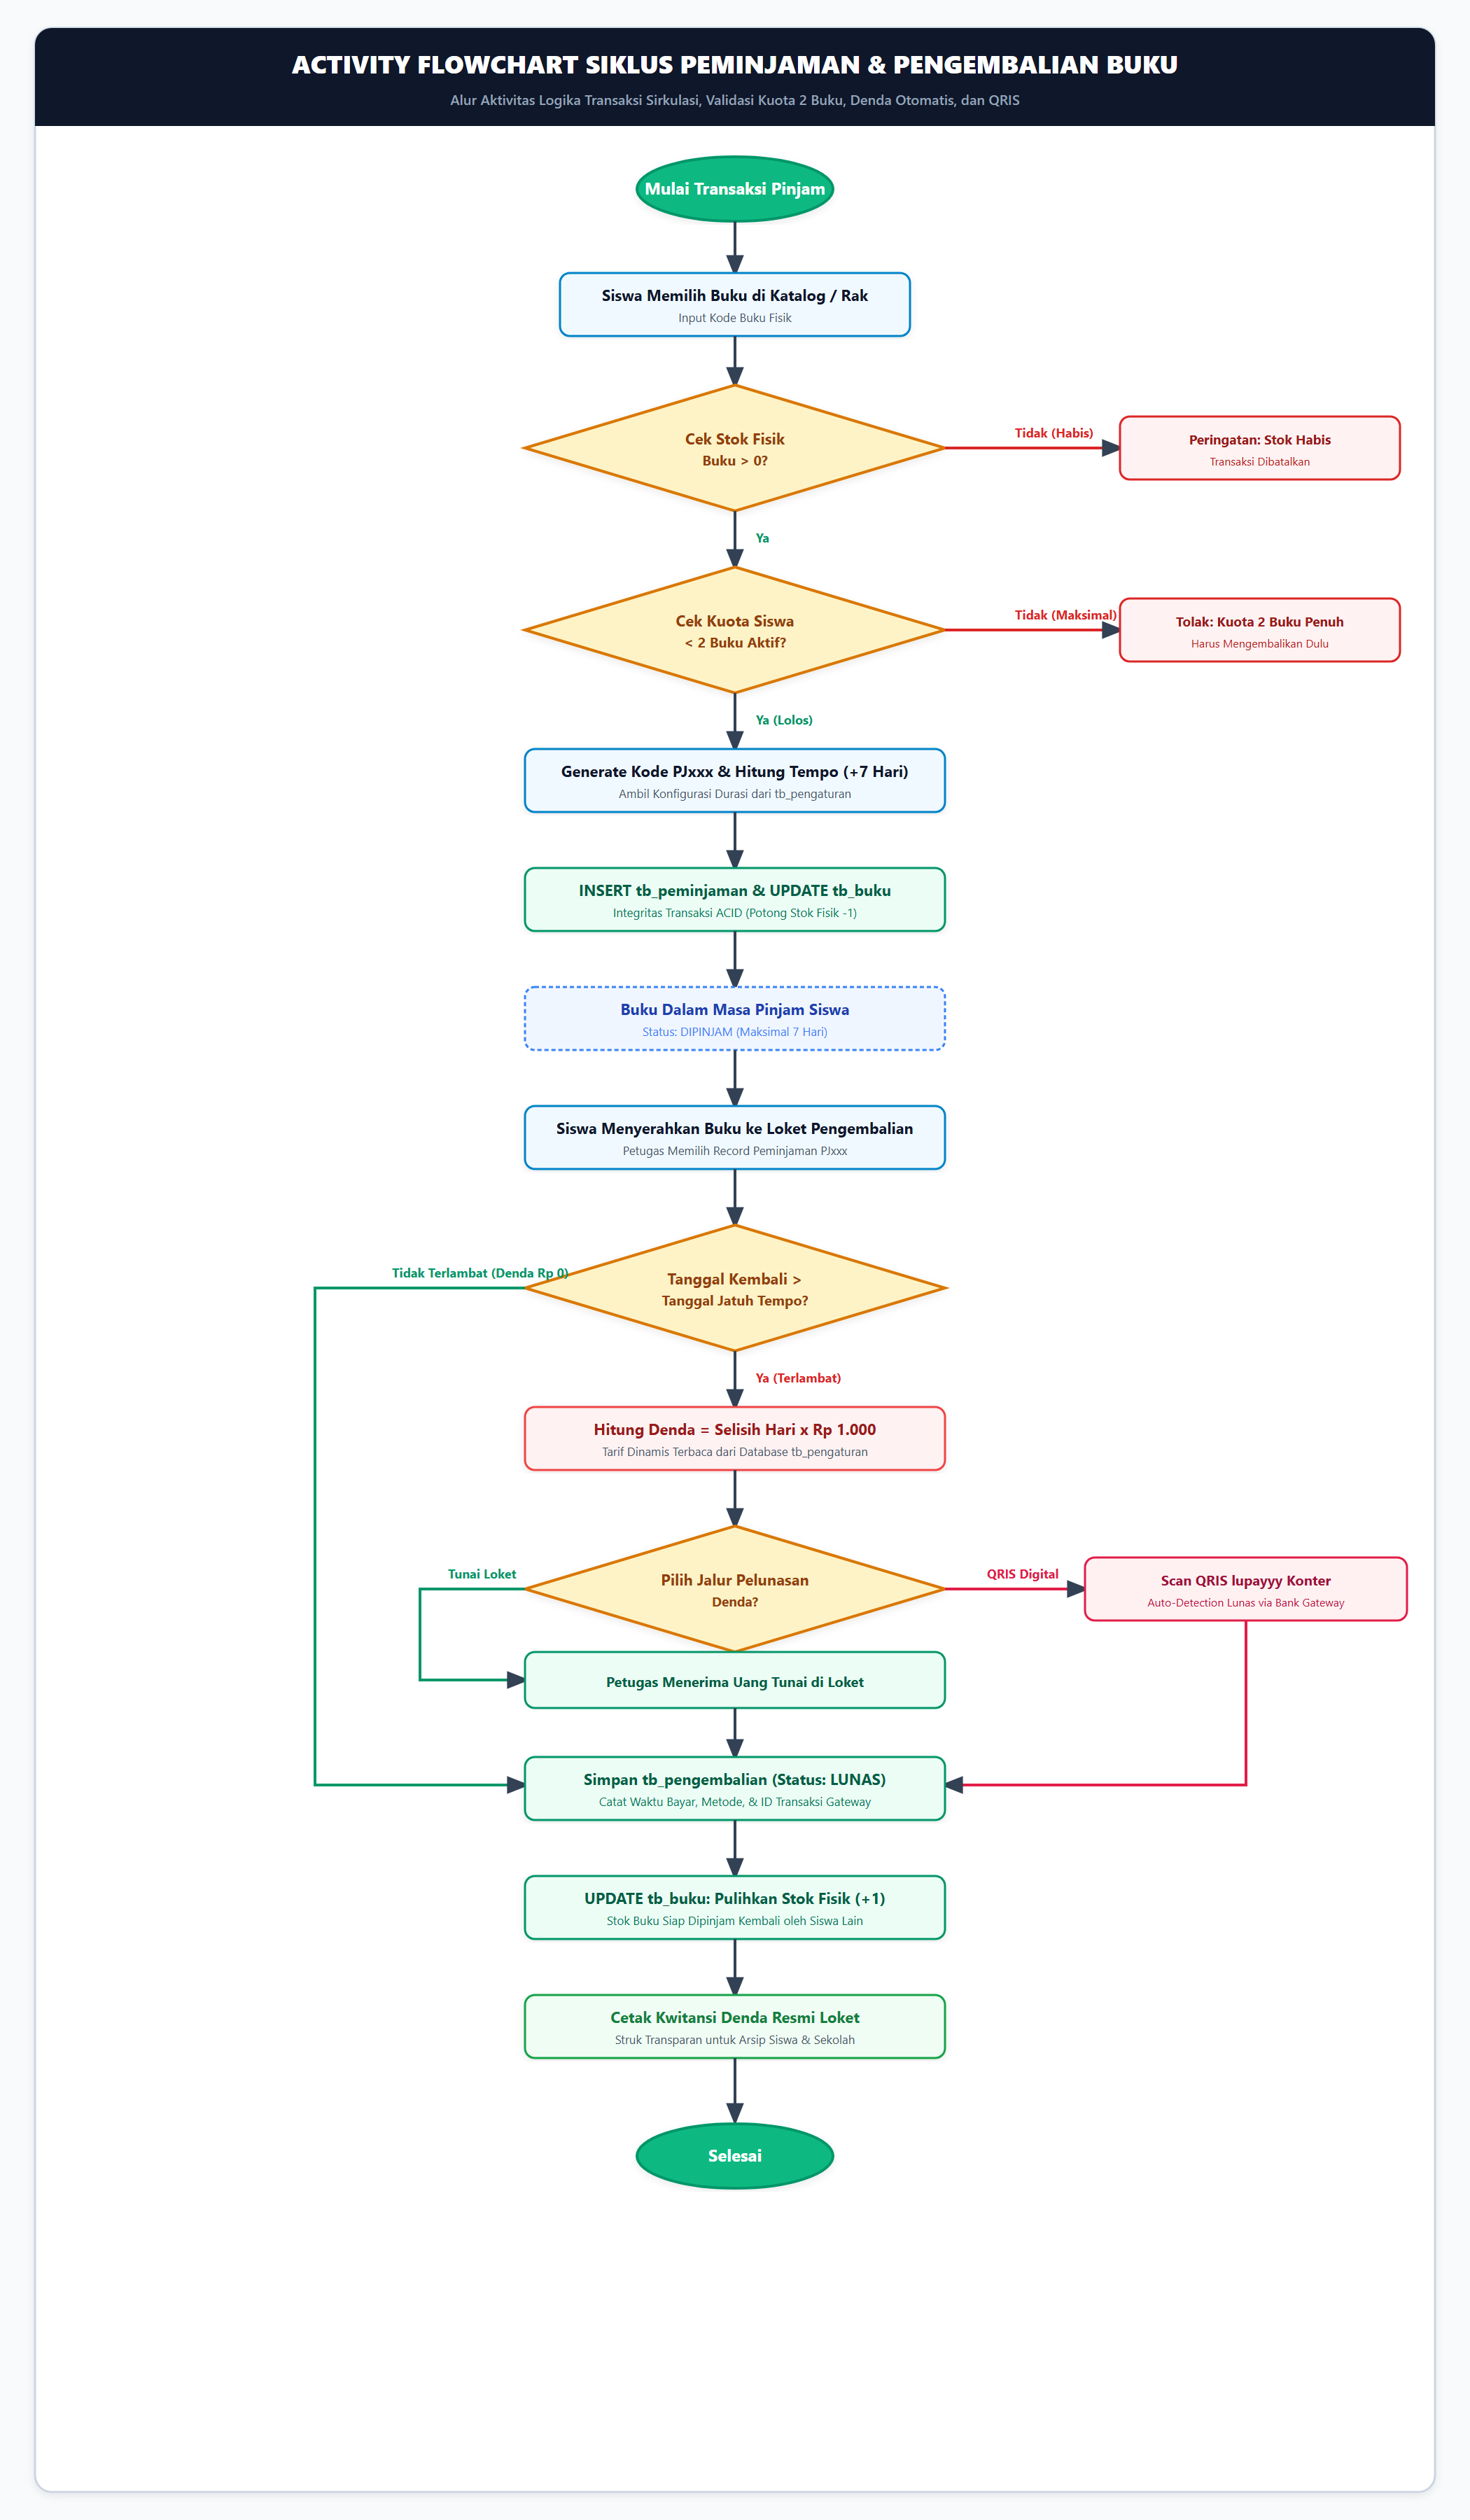 ACTIVITY FLOWCHART SIKLUS PEMINJAMAN & PENGEMBALIAN BUKU
Alur Aktivitas Logika Transaksi Sirkulasi, Validasi Kuota 2 Buku, Denda Otomatis, dan QRIS
Mulai Transaksi Pinjam
Siswa Memilih Buku di Katalog / Rak
Input Kode Buku Fisik
Cek Stok Fisik
Buku > 0?
Tidak (Habis)
Peringatan: Stok Habis
Transaksi Dibatalkan
Ya
Cek Kuota Siswa
< 2 Buku Aktif?
Tidak (Maksimal)
Tolak: Kuota 2 Buku Penuh
Harus Mengembalikan Dulu
Ya (Lolos)
Generate Kode PJxxx & Hitung Tempo (+7 Hari)
Ambil Konfigurasi Durasi dari tb_pengaturan
INSERT tb_peminjaman & UPDATE tb_buku
Integritas Transaksi ACID (Potong Stok Fisik -1)
Buku Dalam Masa Pinjam Siswa
Status: DIPINJAM (Maksimal 7 Hari)
Siswa Menyerahkan Buku ke Loket Pengembalian
Petugas Memilih Record Peminjaman PJxxx
Tidak Terlambat (Denda Rp 0)
Tanggal Kembali >
Tanggal Jatuh Tempo?
Ya (Terlambat)
Hitung Denda = Selisih Hari x Rp 1.000
Tarif Dinamis Terbaca dari Database tb_pengaturan
Tunai Loket
Pilih Jalur Pelunasan
Denda?
QRIS Digital
Scan QRIS lupayyy Konter
Auto-Detection Lunas via Bank Gateway
Petugas Menerima Uang Tunai di Loket
Simpan tb_pengembalian (Status: LUNAS)
Catat Waktu Bayar, Metode, & ID Transaksi Gateway
UPDATE tb_buku: Pulihkan Stok Fisik (+1)
Stok Buku Siap Dipinjam Kembali oleh Siswa Lain
Cetak Kwitansi Denda Resmi Loket
Struk Transparan untuk Arsip Siswa & Sekolah
Selesai